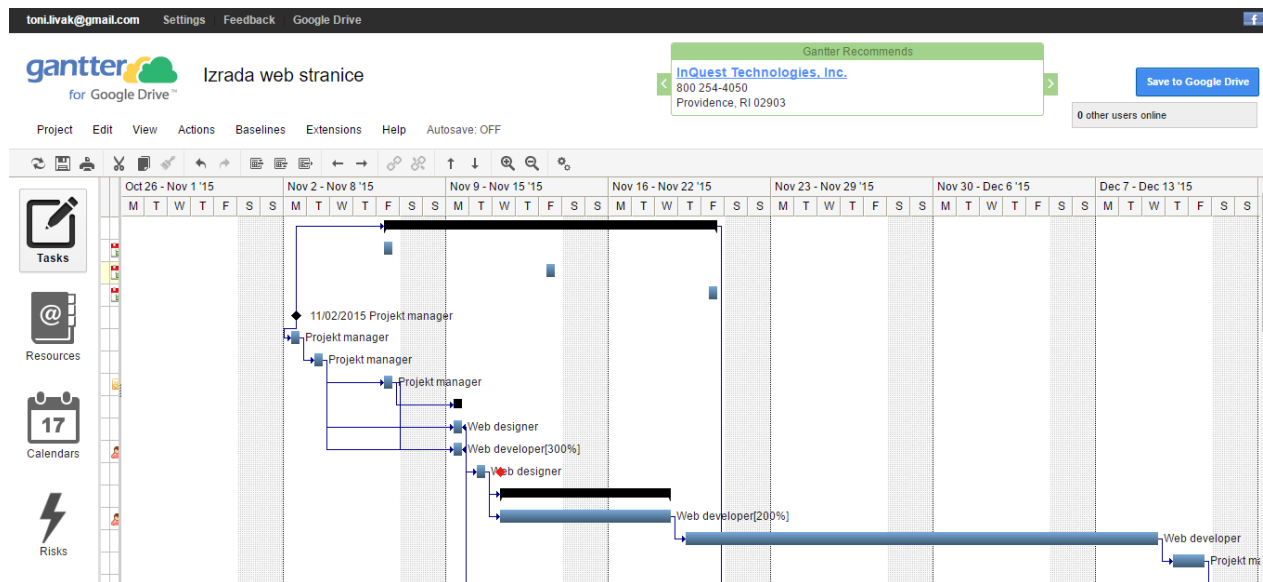 toni.livak@gmail.com Settings Feedback Google Drive
f
gantter
for Google Drive™
Izrada web stranice
Gantter Recommends
InQuest Technologies, Inc.
800 254-4050
Providence, RI 02903
Save to Google Drive
0 other users online
Project Edit View Actions Baselines Extensions Help Autosave: OFF
Oct 26 - Nov 1 '15 Nov 2 - Nov 8 '15 Nov 9 - Nov 15 '15 Nov 16 - Nov 22 '15 Nov 23 - Nov 29 '15 Nov 30 - Dec 6 '15 Dec 7 - Dec 13 '15
M T W T F S S M T W T F S S M T W T F S S M T W T F S S M T W T F S S M T W T F S S M T W T F S S
Tasks
@
Resources
17
Calendars
Risks
11/02/2015 Projekt manager
Projekt manager
Projekt manager
Projekt manager
Web designer
Web developer[300%]
Web designer
Web developer[200%]
Web developer
Projekt